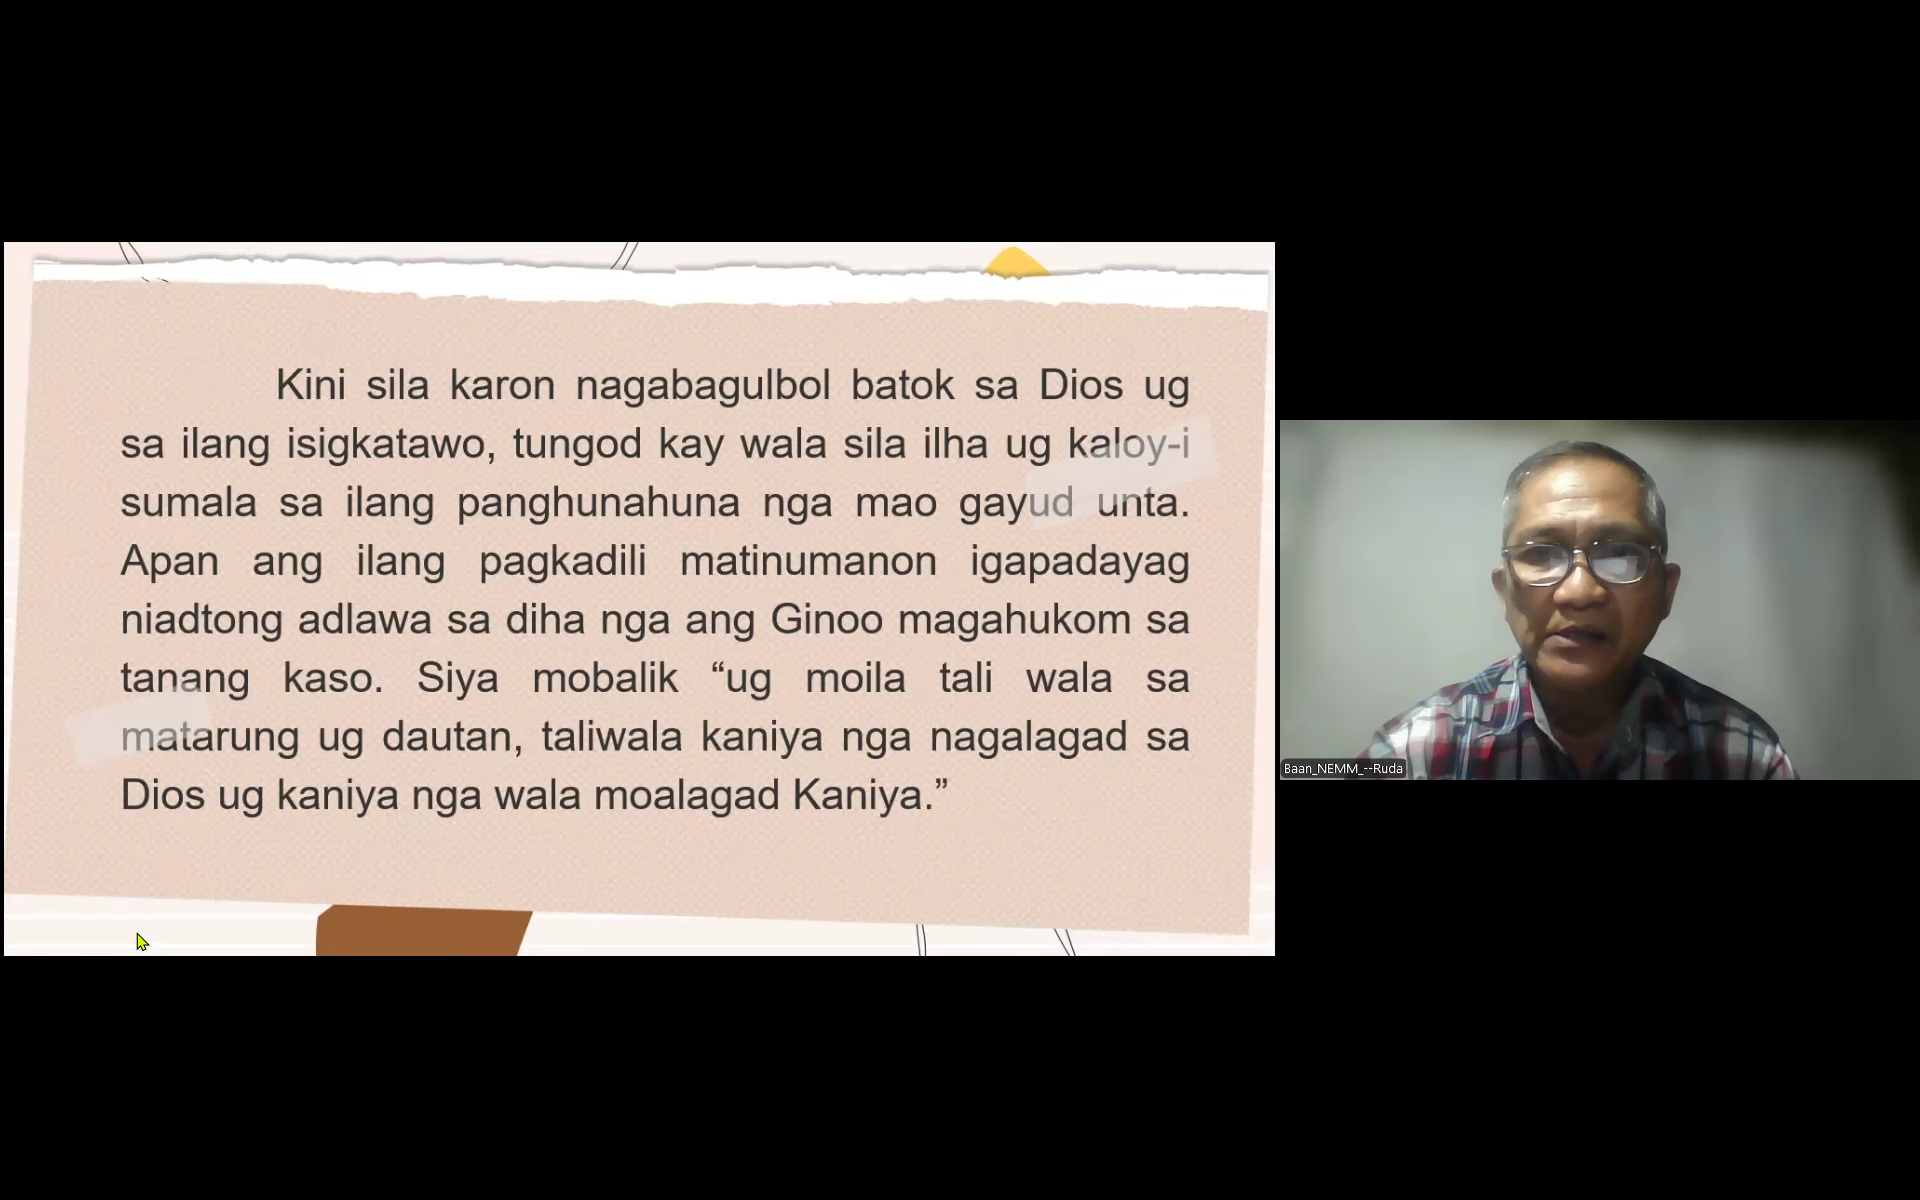 Kini sila karon nagabagulbol batok sa Dios ug
sa ilang isigkatawo, tungod kay wala sila ilha ug kaloy-i
sumala sa ilang panghunahuna nga mao gayud unta.
Apan ang ilang pagkadili matinumanon igapadayag
niadtong adlawa sa diha nga ang Ginoo magahukom sa
tanang kaso. Siya mobalik “ug moila tali wala sa
matarung ug dautan, taliwala kaniya nga nagalagad sa
Dios ug kaniya nga wala moalagad Kaniya.”
Baan_NEMM_--Ruda